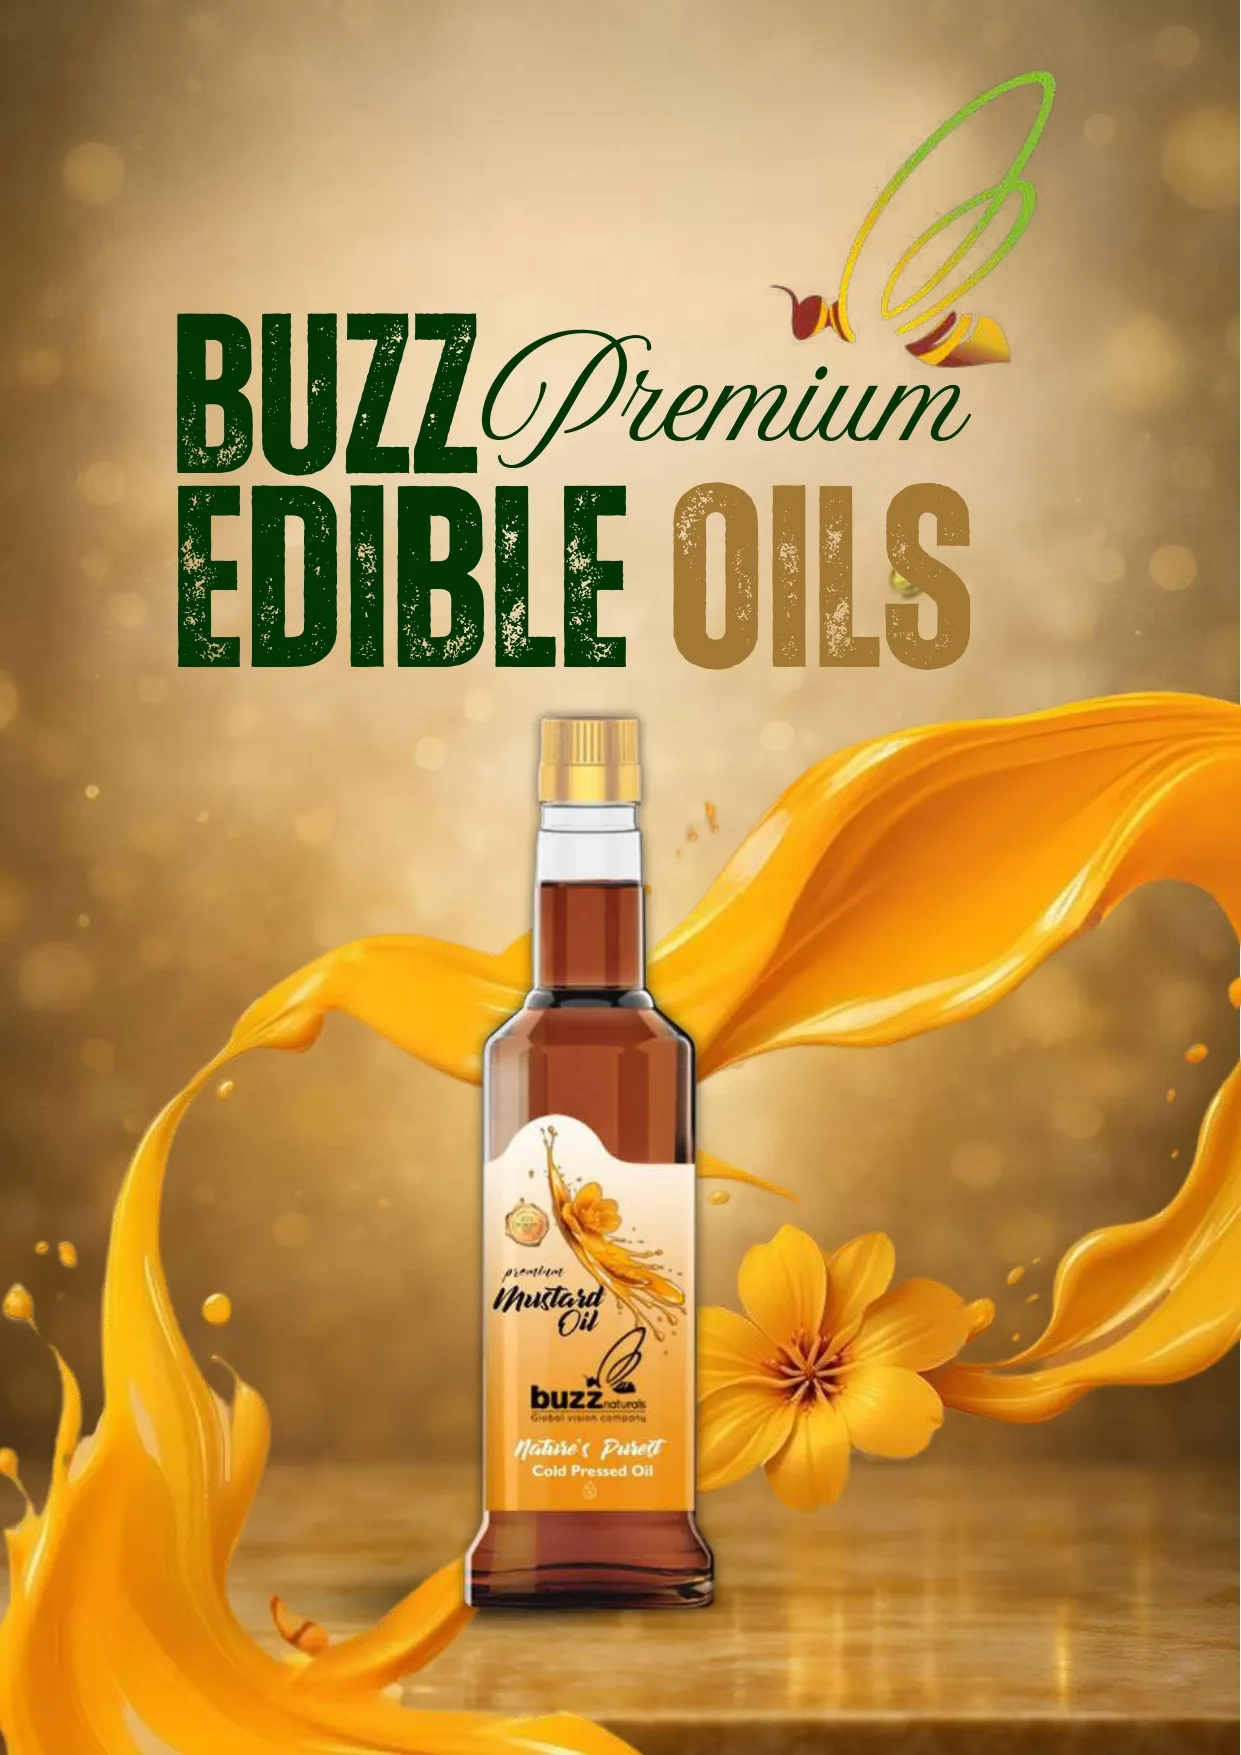 BUZZ Premium
EDIBLE OILS
premium
Mustard
Oil
buzz naturals
Global vision company
Nature's Purest
Cold Pressed Oil